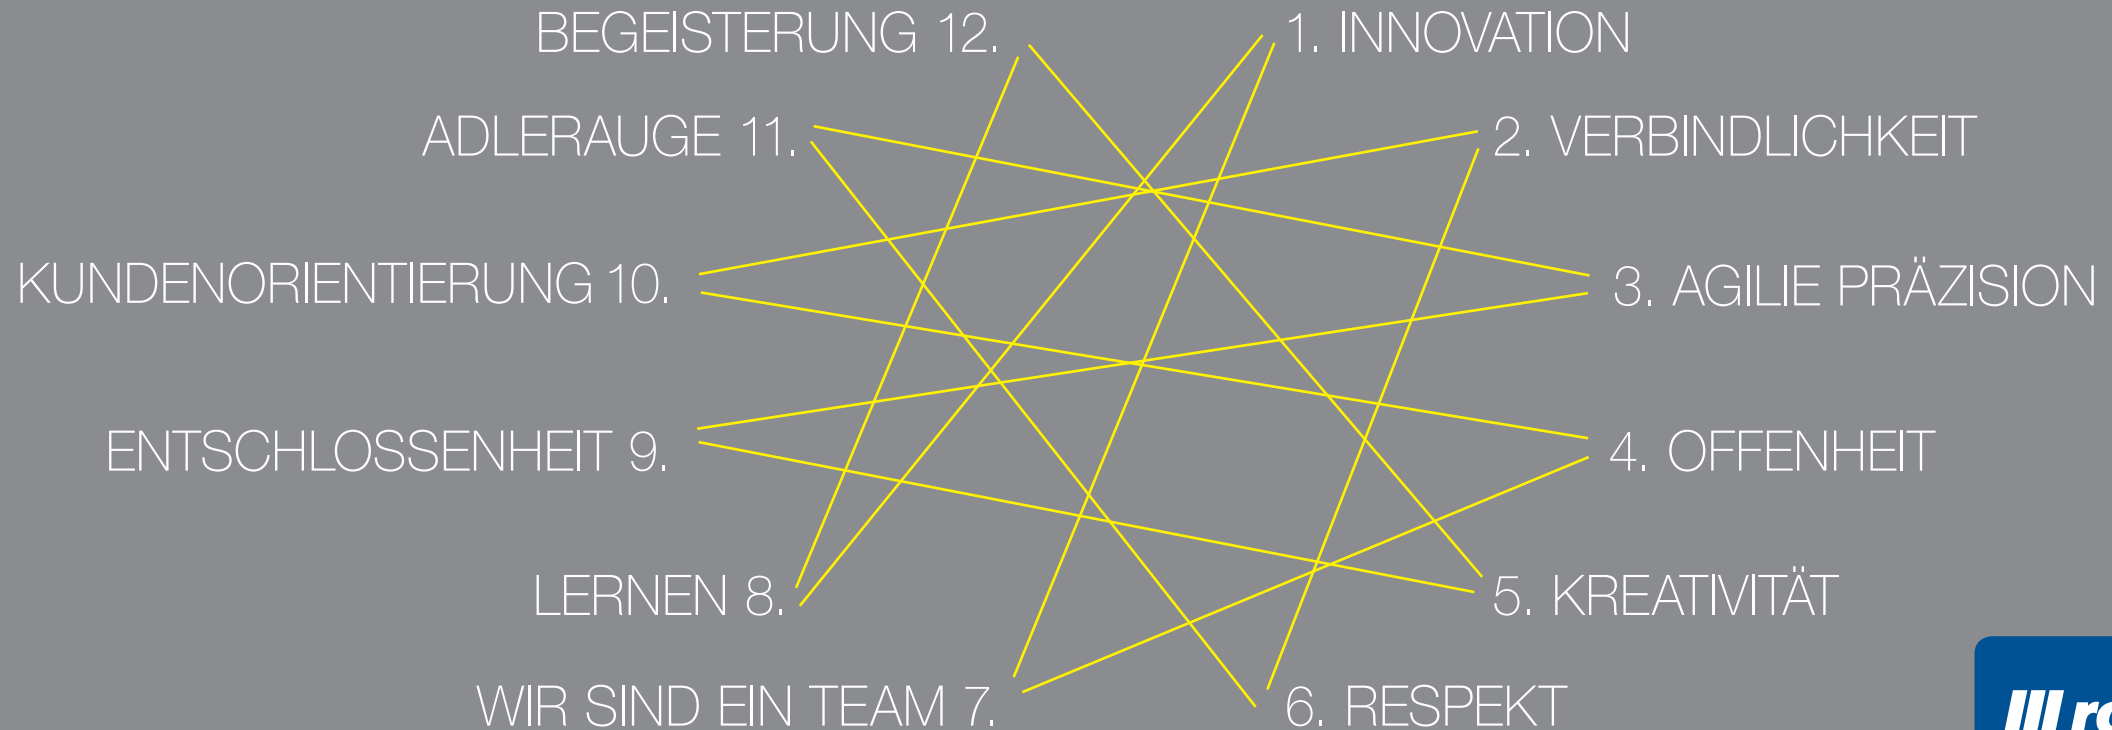 BEGEISTERUNG 12.
1. INNOVATION
ADLERAUGE 11.
2. VERBINDLICHKEIT
KUNDENORIENTIERUNG 10.
3. AGILIE PRÄZISION
ENTSCHLOSSENHEIT 9.
4. OFFENHEIT
LERNEN 8.
5. KREATIVITÄT
WIR SIND EIN TEAM 7.
6. RESPEKT